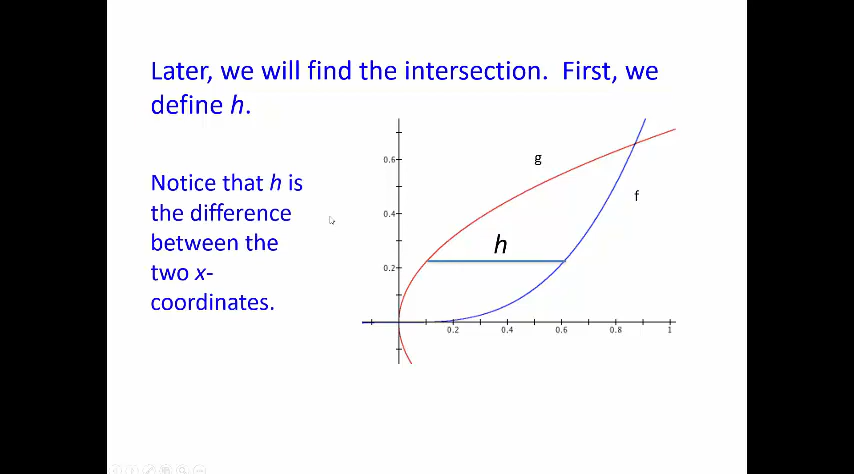 Later, we will find the intersection. First, we
define h.
Notice that h is
the difference
between the
two x-
coordinates.
g
f
h
0.6
0.4
0.2
0.2
0.4
0.6
0.8
1